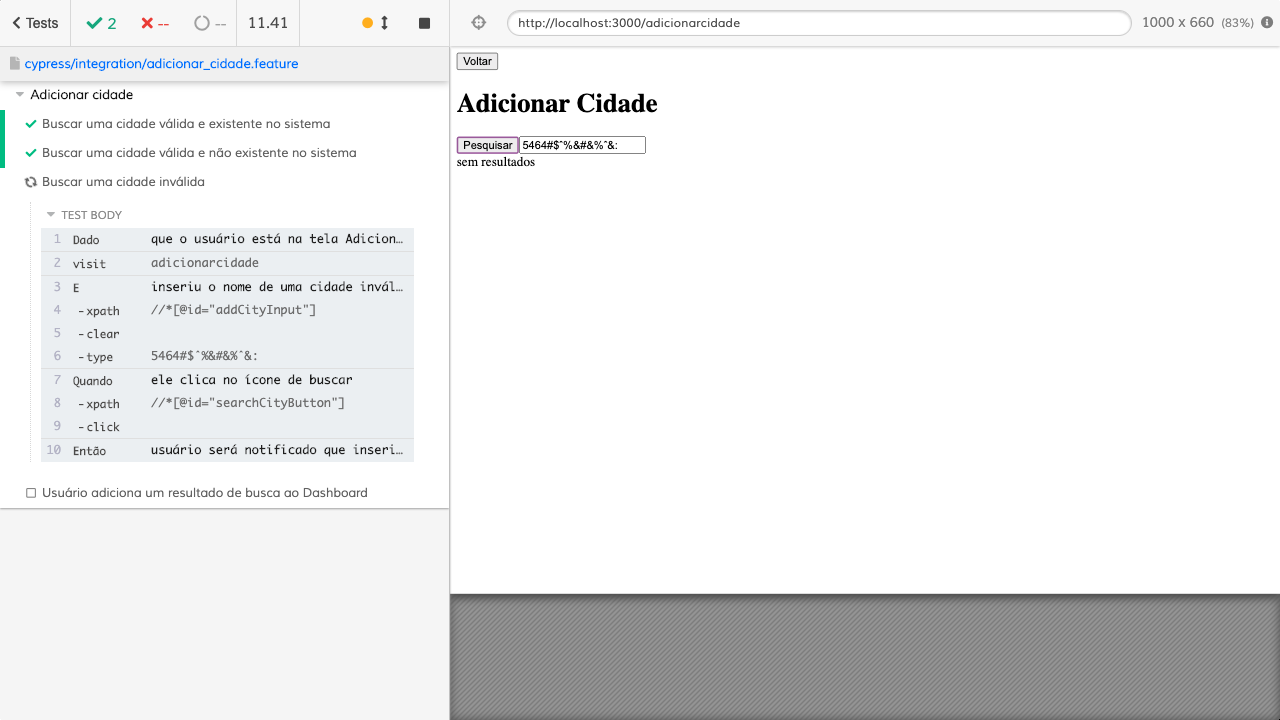 Tests
2
--
--
11.41
http://localhost:3000/adicionarcidade
1000 x 660 (83%)
cypress/integration/adicionar_cidade.feature
Adicionar cidade
Buscar uma cidade válida e existente no sistema
Buscar uma cidade válida e não existente no sistema
Buscar uma cidade inválida
TEST BODY
1 Dado que o usuário está na tela Adicion…
2 visit adicionarcidade
3 E inseriu o nome de uma cidade invál…
4 -xpath //*[@id="addCityInput"]
5 -clear
6 -type 5464#$^%&#&%^&:
7 Quando ele clica no ícone de buscar
8 -xpath //*[@id="searchCityButton"]
9 -click
10 Então usuário será notificado que inseri…
Usuário adiciona um resultado de busca ao Dashboard
Voltar
Adicionar Cidade
Pesquisar 5464#$^%&#&%^&:
sem resultados